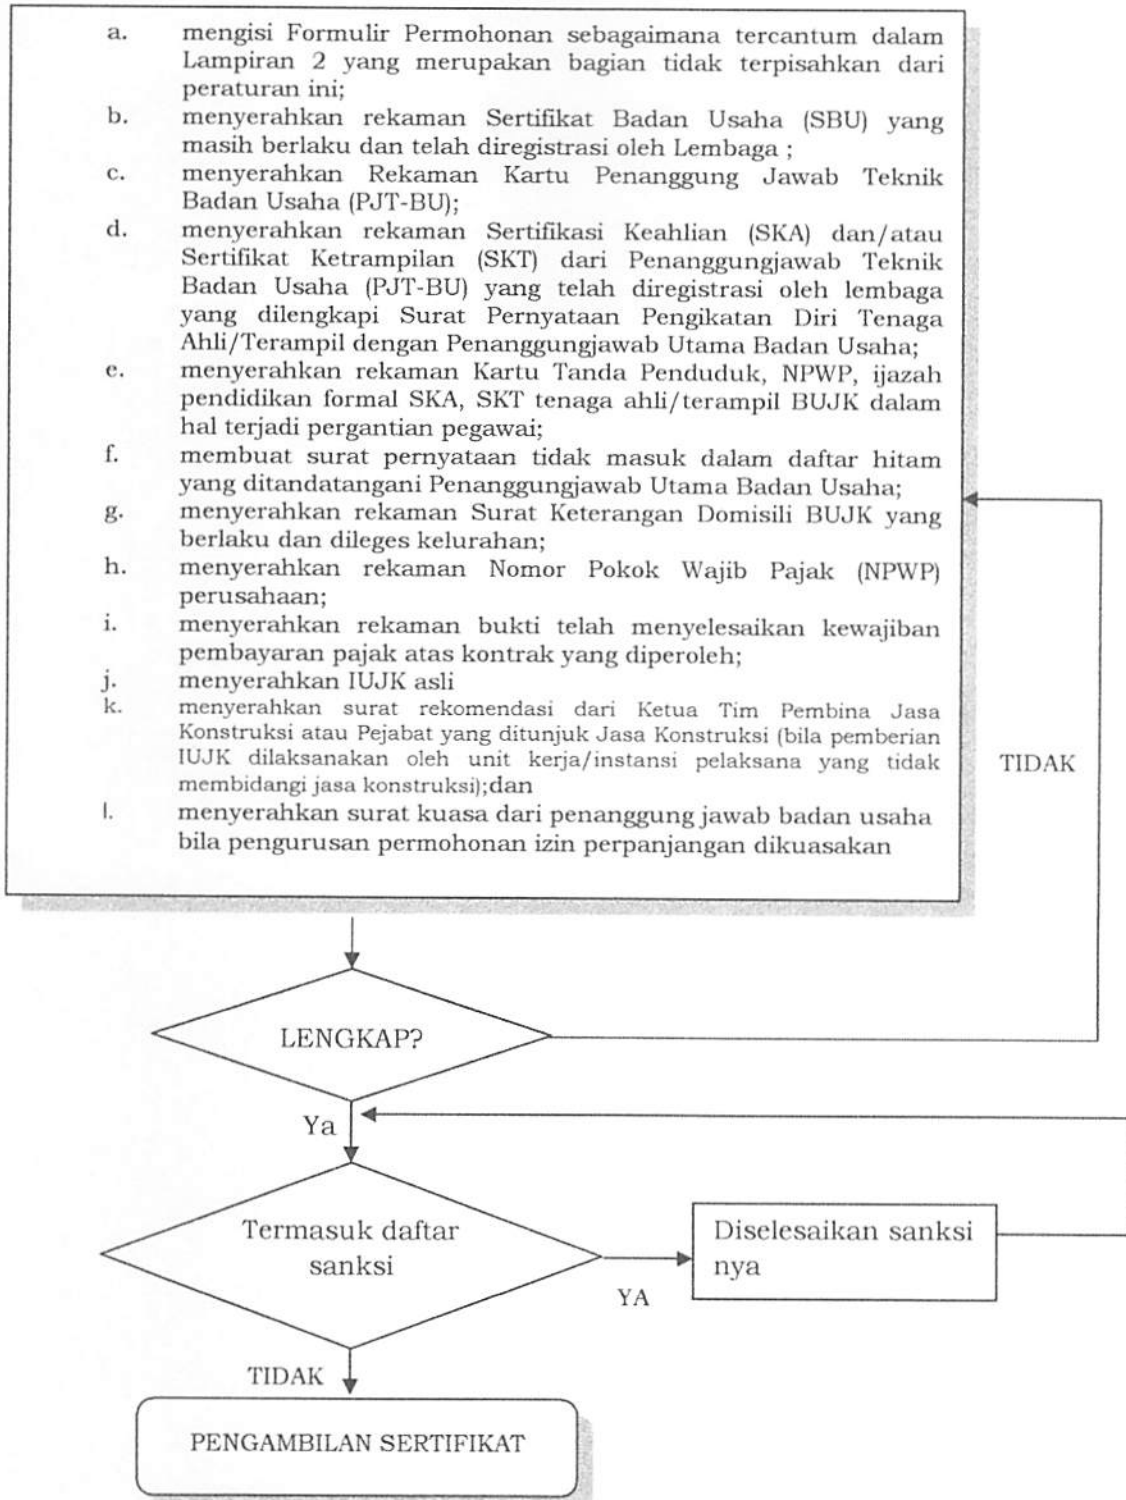 a. mengisi Formulir Permohonan sebagaimana tercantum dalam
Lampiran 2 yang merupakan bagian tidak terpisahkan dari
peraturan ini;
b. menyerahkan rekaman Sertifikat Badan Usaha (SBU) yang
masih berlaku dan telah diregistrasi oleh Lembaga ;
c. menyerahkan Rekaman Kartu Penanggung Jawab Teknik
Badan Usaha (PJT-BU);
d. menyerahkan rekaman Sertifikasi Keahlian (SKA) dan/atau
Sertifikat Ketrampilan (SKT) dari Penanggungjawab Teknik
Badan Usaha (PJT-BU) yang telah diregistrasi oleh lembaga
yang dilengkapi Surat Pernyataan Pengikatan Diri Tenaga
Ahli/Terampil dengan Penanggungjawab Utama Badan Usaha;
e. menyerahkan rekaman Kartu Tanda Penduduk, NPWP, ijazah
pendidikan formal SKA, SKT tenaga ahli/terampil BUJK dalam
hal terjadi pergantian pegawai;
f. membuat surat pernyataan tidak masuk dalam daftar hitam
yang ditandatangani Penanggungjawab Utama Badan Usaha;
g. menyerahkan rekaman Surat Keterangan Domisili BUJK yang
berlaku dan dileges kelurahan;
h. menyerahkan rekaman Nomor Pokok Wajib Pajak (NPWP)
perusahaan;
i. menyerahkan rekaman bukti telah menyelesaikan kewajiban
pembayaran pajak atas kontrak yang diperoleh;
j. menyerahkan IUJK asli
k. menyerahkan surat rekomendasi dari Ketua Tim Pembina Jasa
Konstruksi atau Pejabat yang ditunjuk Jasa Konstruksi (bila pemberian
IUJK dilaksanakan oleh unit kerja/instansi pelaksana yang tidak
membidangi jasa konstruksi);dan
l. menyerahkan surat kuasa dari penanggung jawab badan usaha
bila pengurusan permohonan izin perpanjangan dikuasakan
TIDAK
LENGKAP?
Ya
Termasuk daftar
sanksi
YA
Diselesaikan sanksi
nya
TIDAK
PENGAMBILAN SERTIFIKAT